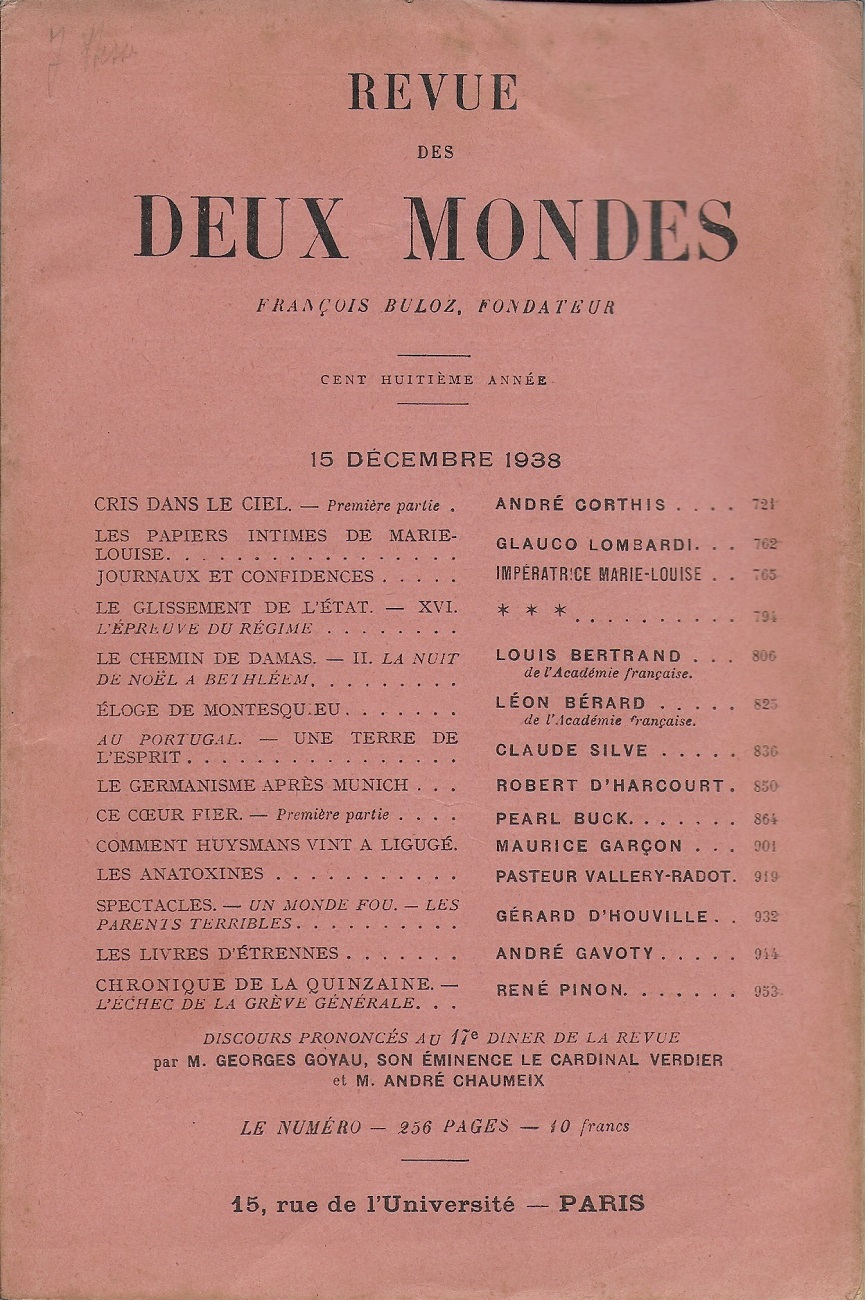 REVUE
DES
DEUX MONDES
FRANÇOIS BULOZ, FONDATEUR
CENT HUITIÈME ANNÉE
15 DÉCEMBRE 1938
CRIS DANS LE CIEL. — Première partie . ANDRÉ CORTHIS . . . . 721
LES PAPIERS INTIMES DE MARIE-
LOUISE. . . . . . . . . . . . . . . . GLAUCO LOMBARDI. . . 762
JOURNAUX ET CONFIDENCES . . . . . IMPÉRATRICE MARIE-LOUISE . . 765
LE GLISSEMENT DE L'ÉTAT. — XVI.
L'ÉPREUVE DU RÉGIME . . . . . . . . * * * . . . . . . . . . . 794
LE CHEMIN DE DAMAS. — II. LA NUIT
DE NOËL A BETHLÉEM. . . . . . . . . LOUIS BERTRAND . . . 806
de l'Académie française.
ÉLOGE DE MONTESQUIEU. . . . . . . LÉON BÉRARD . . . . . 825
de l'Académie française.
AU PORTUGAL. — UNE TERRE DE
L'ESPRIT . . . . . . . . . . . . . . . CLAUDE SILVE . . . . . 836
LE GERMANISME APRÈS MUNICH . . . ROBERT D'HARCOURT. 850
CE CŒUR FIER. — Première partie . . . . PEARL BUCK. . . . . . . 864
COMMENT HUYSMANS VINT A LIGUGÉ. MAURICE GARÇON . . . 901
LES ANATOXINES . . . . . . . . . . . PASTEUR VALLERY-RADOT. 919
SPECTACLES. — UN MONDE FOU. — LES
PARENTS TERRIBLES. . . . . . . . . . GÉRARD D'HOUVILLE. . 932
LES LIVRES D'ÉTRENNES . . . . . . . ANDRÉ GAVOTY . . . . . 944
CHRONIQUE DE LA QUINZAINE. —
L'ÉCHEC DE LA GRÈVE GÉNÉRALE. . . RENÉ PINON. . . . . . . 953
DISCOURS PRONONCÉS AU 17e DINER DE LA REVUE
par M. GEORGES GOYAU, SON ÉMINENCE LE CARDINAL VERDIER
et M. ANDRÉ CHAUMEIX
LE NUMÉRO — 256 PAGES — 10 francs
15, rue de l'Université — PARIS